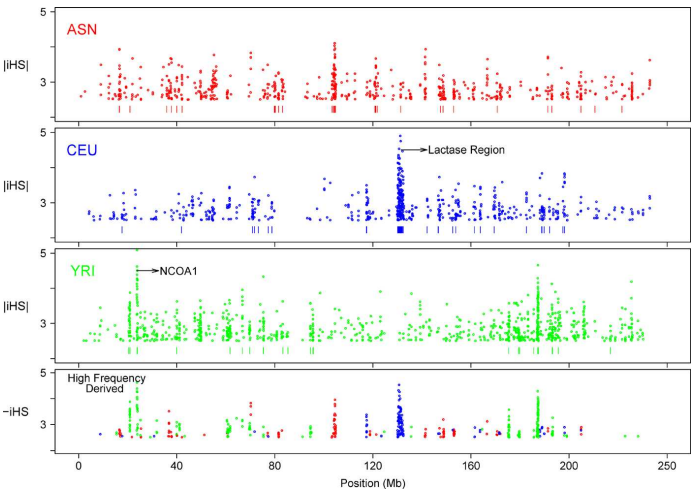 5
ASN
|iHS|
3
5
CEU
Lactase Region
|iHS|
3
5
YRI
NCOA1
|iHS|
3
5
High Frequency
Derived
−iHS
3
0 40 80 120 160 200 250
Position (Mb)